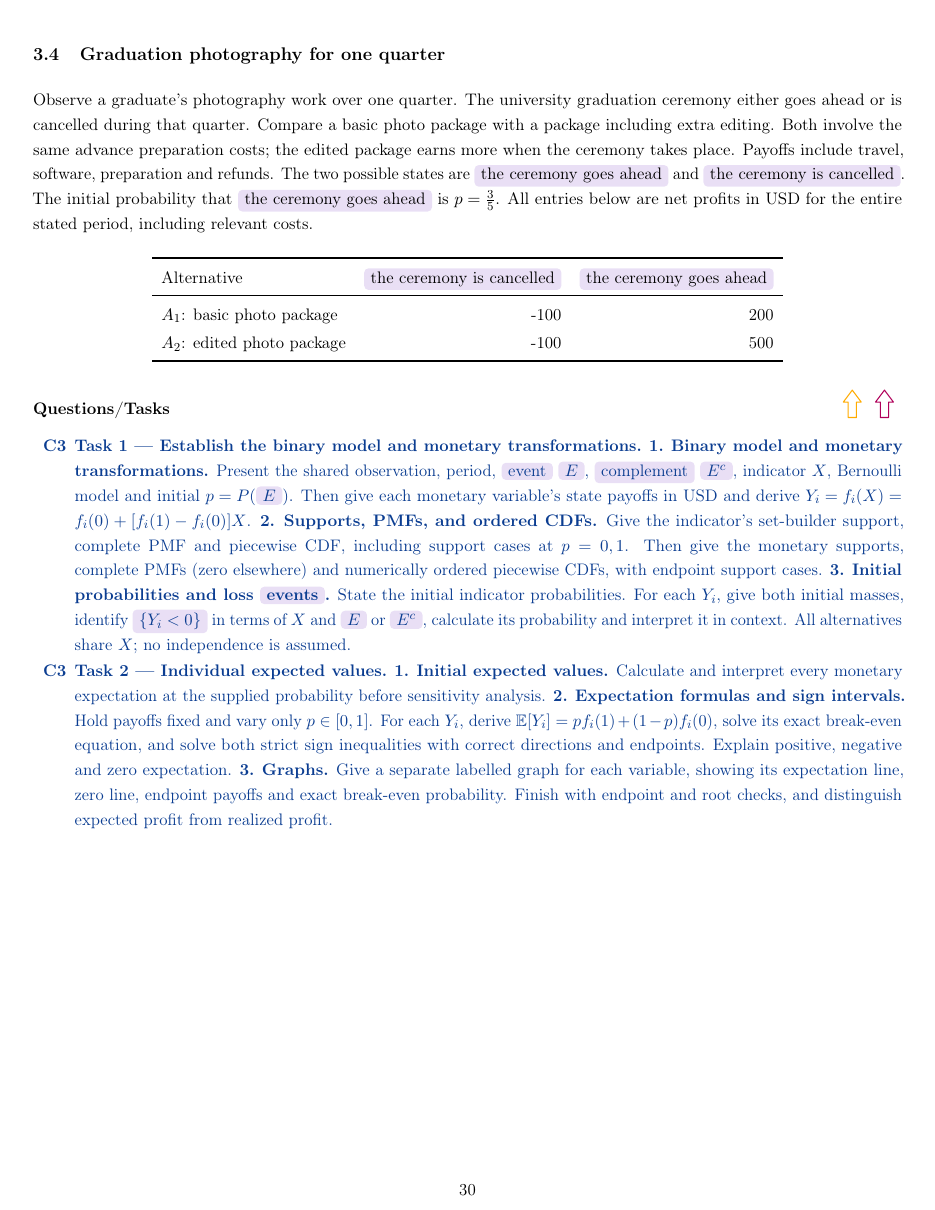 3.4 Graduation photography for one quarter
Observe a graduate's photography work over one quarter. The university graduation ceremony either goes ahead or is
cancelled during that quarter. Compare a basic photo package with a package including extra editing. Both involve the
same advance preparation costs; the edited package earns more when the ceremony takes place. Payoffs include travel,
software, preparation and refunds. The two possible states are the ceremony goes ahead and the ceremony is cancelled.
The initial probability that the ceremony goes ahead is p = 3/5. All entries below are net profits in USD for the entire
stated period, including relevant costs.
Alternative the ceremony is cancelled the ceremony goes ahead
A₁: basic photo package -100 200
A₂: edited photo package -100 500
Questions/Tasks
C3 Task 1 — Establish the binary model and monetary transformations. 1. Binary model and monetary
transformations. Present the shared observation, period, event E, complement Eᶜ, indicator X, Bernoulli
model and initial p = P(E). Then give each monetary variable's state payoffs in USD and derive Yᵢ = fᵢ(X) =
fᵢ(0) + [fᵢ(1) − fᵢ(0)]X. 2. Supports, PMFs, and ordered CDFs. Give the indicator's set-builder support,
complete PMF and piecewise CDF, including support cases at p = 0, 1. Then give the monetary supports,
complete PMFs (zero elsewhere) and numerically ordered piecewise CDFs, with endpoint support cases. 3. Initial
probabilities and loss events. State the initial indicator probabilities. For each Yᵢ, give both initial masses,
identify {Yᵢ < 0} in terms of X and E or Eᶜ, calculate its probability and interpret it in context. All alternatives
share X; no independence is assumed.
C3 Task 2 — Individual expected values. 1. Initial expected values. Calculate and interpret every monetary
expectation at the supplied probability before sensitivity analysis. 2. Expectation formulas and sign intervals.
Hold payoffs fixed and vary only p ∈ [0, 1]. For each Yᵢ, derive 𝔼[Yᵢ] = pfᵢ(1)+(1−p)fᵢ(0), solve its exact break-even
equation, and solve both strict sign inequalities with correct directions and endpoints. Explain positive, negative
and zero expectation. 3. Graphs. Give a separate labelled graph for each variable, showing its expectation line,
zero line, endpoint payoffs and exact break-even probability. Finish with endpoint and root checks, and distinguish
expected profit from realized profit.
30